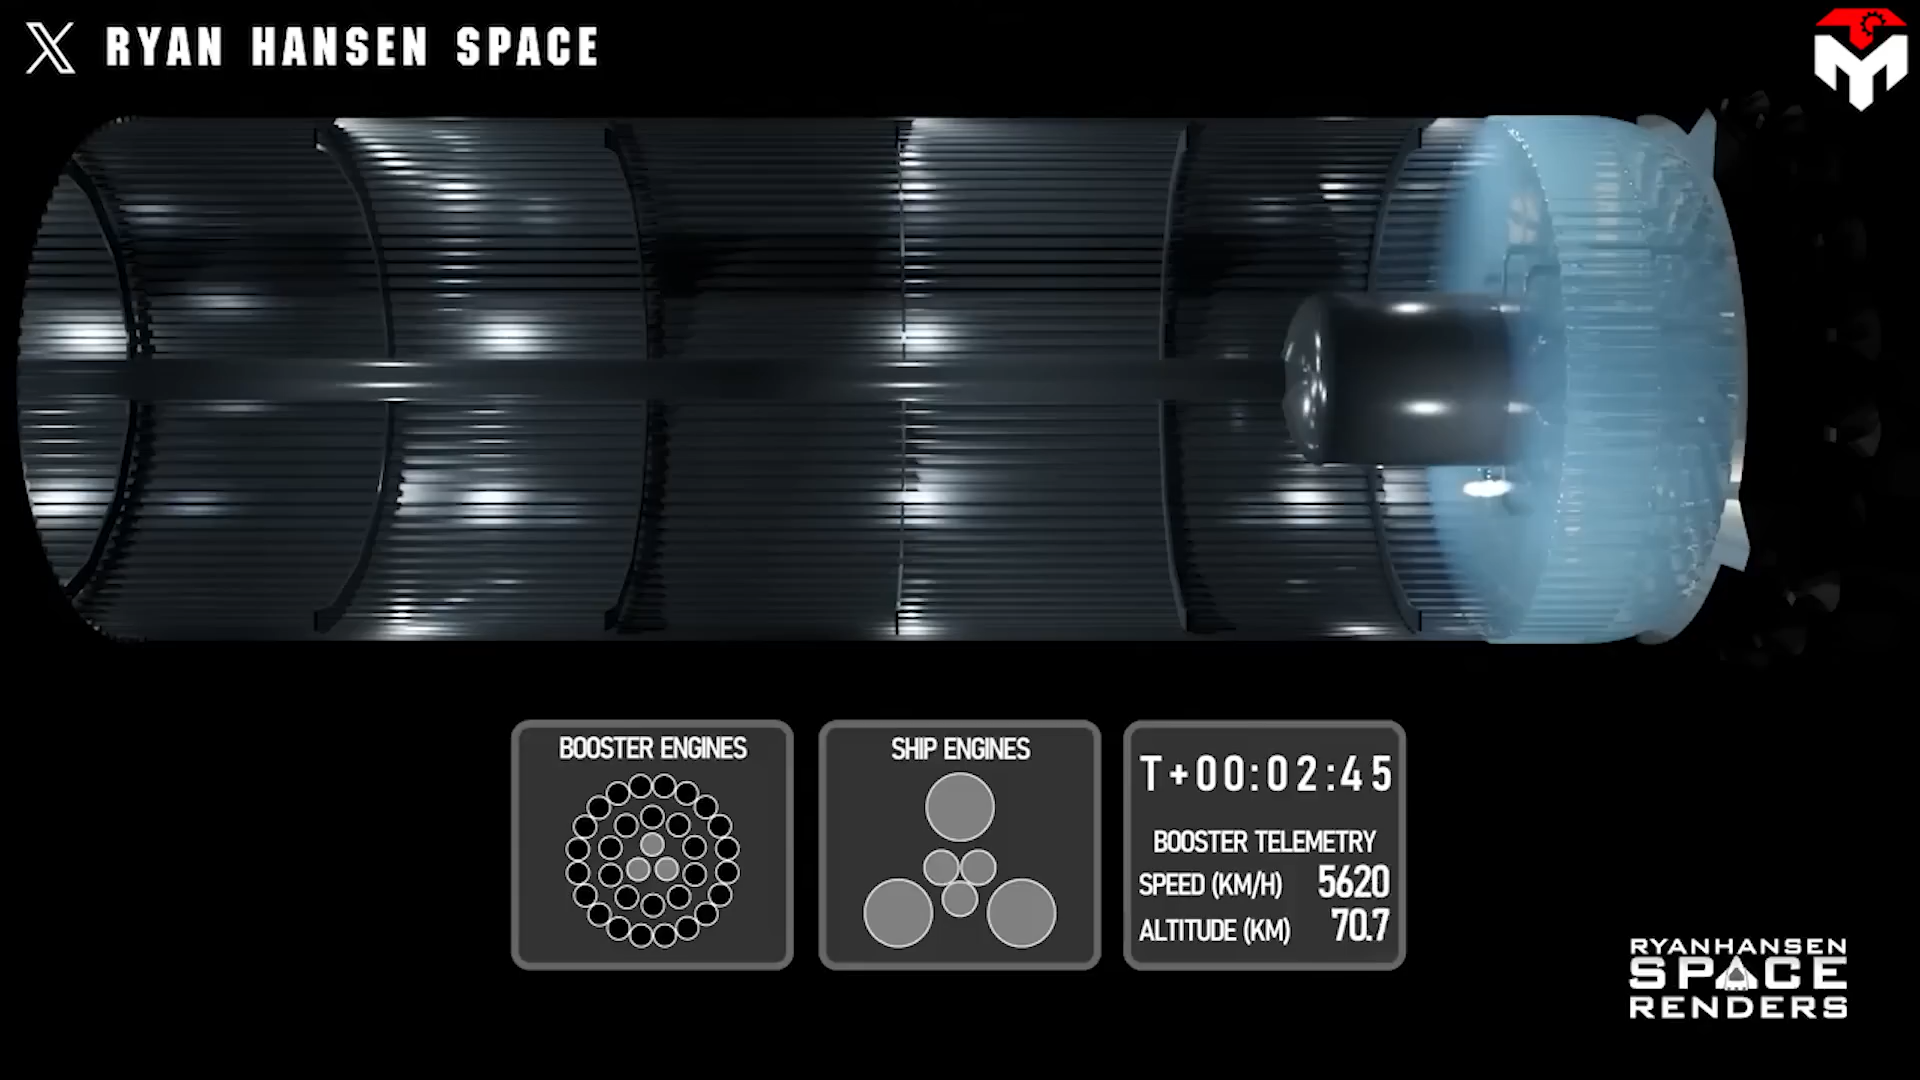 RYAN HANSEN SPACE
BOOSTER ENGINES
SHIP ENGINES
T+00:02:45
BOOSTER TELEMETRY
SPEED (KM/H) 5620
ALTITUDE (KM) 70.7
RYANHANSEN
SPACE
RENDERS